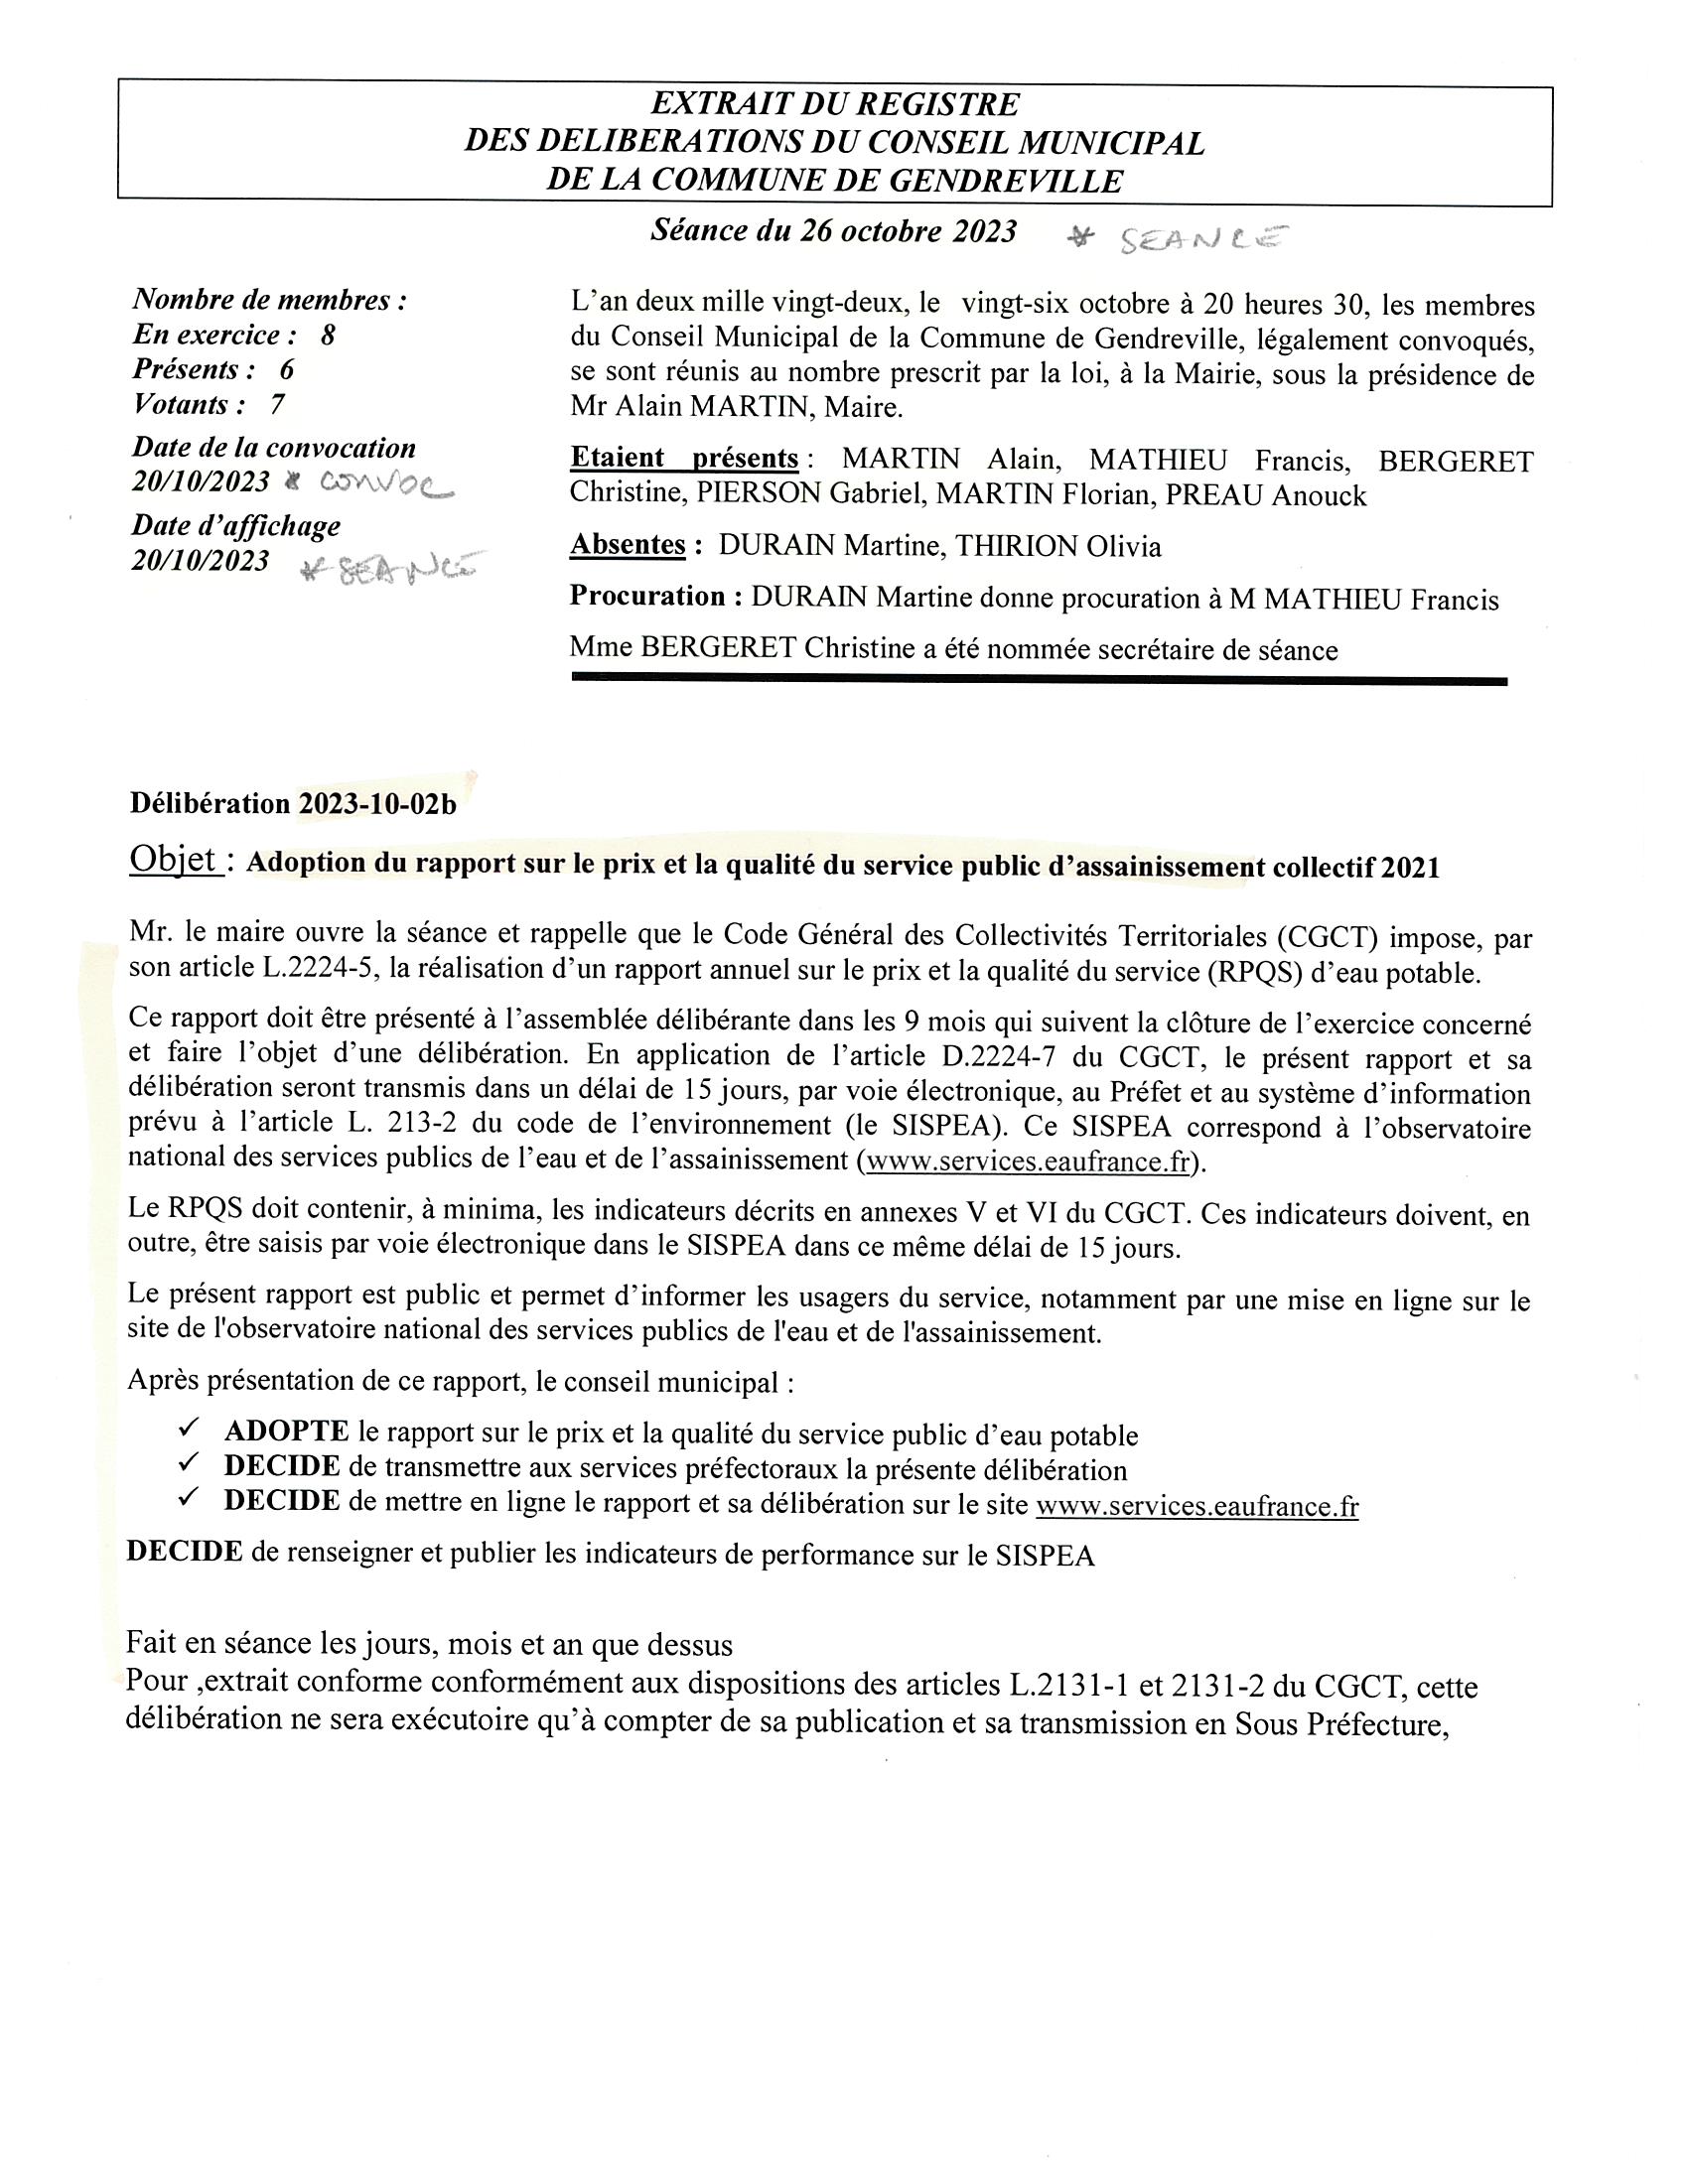 EXTRAIT DU REGISTRE
DES DELIBERATIONS DU CONSEIL MUNICIPAL
DE LA COMMUNE DE GENDREVILLE
Séance du 26 octobre 2023 * SEANCE
Nombre de membres :
En exercice : 8
Présents : 6
Votants : 7
Date de la convocation
20/10/2023 * CONVOC
Date d’affichage
20/10/2023 * SEANCE
L’an deux mille vingt-deux, le vingt-six octobre à 20 heures 30, les membres
du Conseil Municipal de la Commune de Gendreville, légalement convoqués,
se sont réunis au nombre prescrit par la loi, à la Mairie, sous la présidence de
Mr Alain MARTIN, Maire.
Etaient présents : MARTIN Alain, MATHIEU Francis, BERGERET
Christine, PIERSON Gabriel, MARTIN Florian, PREAU Anouck
Absentes : DURAIN Martine, THIRION Olivia
Procuration : DURAIN Martine donne procuration à M MATHIEU Francis
Mme BERGERET Christine a été nommée secrétaire de séance
Délibération 2023-10-02b
Objet : Adoption du rapport sur le prix et la qualité du service public d’assainissement collectif 2021
Mr. le maire ouvre la séance et rappelle que le Code Général des Collectivités Territoriales (CGCT) impose, par
son article L.2224-5, la réalisation d’un rapport annuel sur le prix et la qualité du service (RPQS) d’eau potable.
Ce rapport doit être présenté à l’assemblée délibérante dans les 9 mois qui suivent la clôture de l’exercice concerné
et faire l’objet d’une délibération. En application de l’article D.2224-7 du CGCT, le présent rapport et sa
délibération seront transmis dans un délai de 15 jours, par voie électronique, au Préfet et au système d’information
prévu à l’article L. 213-2 du code de l’environnement (le SISPEA). Ce SISPEA correspond à l’observatoire
national des services publics de l’eau et de l’assainissement (www.services.eaufrance.fr).
Le RPQS doit contenir, à minima, les indicateurs décrits en annexes V et VI du CGCT. Ces indicateurs doivent, en
outre, être saisis par voie électronique dans le SISPEA dans ce même délai de 15 jours.
Le présent rapport est public et permet d’informer les usagers du service, notamment par une mise en ligne sur le
site de l'observatoire national des services publics de l'eau et de l'assainissement.
Après présentation de ce rapport, le conseil municipal :
✓ ADOPTE le rapport sur le prix et la qualité du service public d’eau potable
✓ DECIDE de transmettre aux services préfectoraux la présente délibération
✓ DECIDE de mettre en ligne le rapport et sa délibération sur le site www.services.eaufrance.fr
DECIDE de renseigner et publier les indicateurs de performance sur le SISPEA
Fait en séance les jours, mois et an que dessus
Pour ,extrait conforme conformément aux dispositions des articles L.2131-1 et 2131-2 du CGCT, cette
délibération ne sera exécutoire qu’à compter de sa publication et sa transmission en Sous Préfecture,